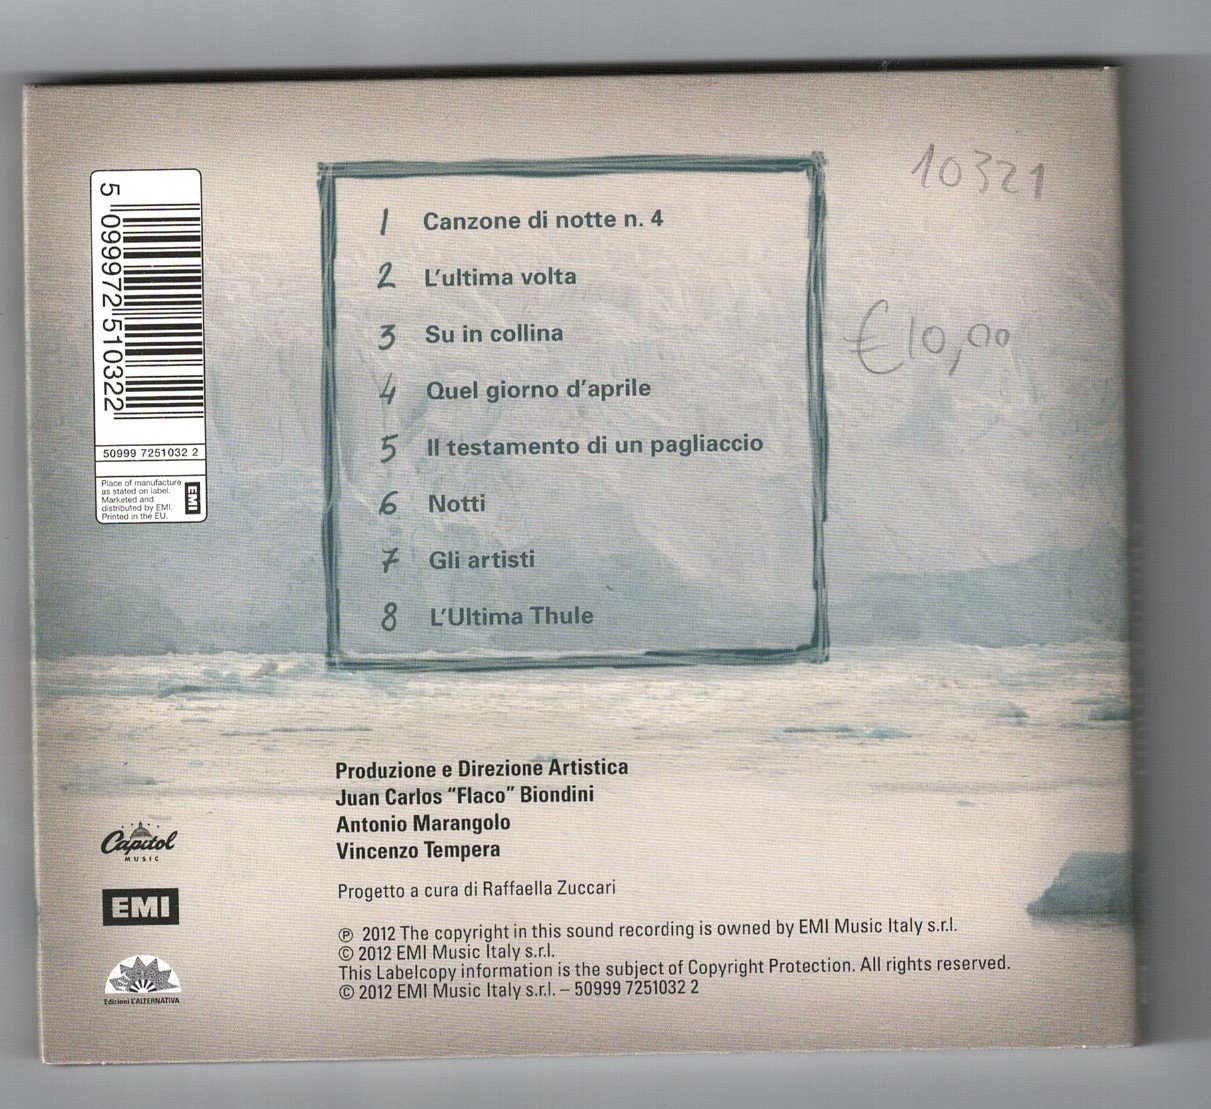 10321
€10,00
5 099972 510322
50999 7251032 2
Place of manufacture
as stated on label.
Marketed and
distributed by EMI.
Printed in the EU.
EMI
1 Canzone di notte n. 4
2 L'ultima volta
3 Su in collina
4 Quel giorno d'aprile
5 Il testamento di un pagliaccio
6 Notti
7 Gli artisti
8 L'Ultima Thule
Produzione e Direzione Artistica
Juan Carlos "Flaco" Biondini
Antonio Marangolo
Vincenzo Tempera
Progetto a cura di Raffaella Zuccari
℗ 2012 The copyright in this sound recording is owned by EMI Music Italy s.r.l.
© 2012 EMI Music Italy s.r.l.
This Labelcopy information is the subject of Copyright Protection. All rights reserved.
© 2012 EMI Music Italy s.r.l. – 50999 7251032 2
Capitol
MUSIC
EMI
Edizioni L'ALTERNATIVA